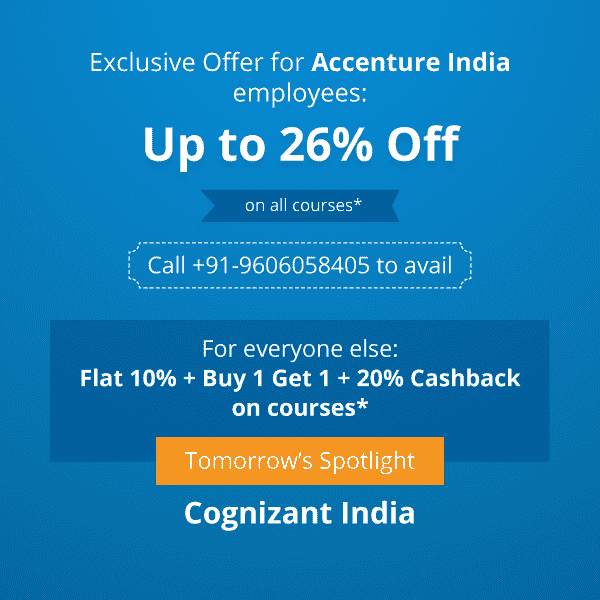 Exclusive Offer for Accenture India
employees:
Up to 26% Off
on all courses*
Call +91-9606058405 to avail
For everyone else:
Flat 10% + Buy 1 Get 1 + 20% Cashback
on courses*
Tomorrow's Spotlight
Cognizant India